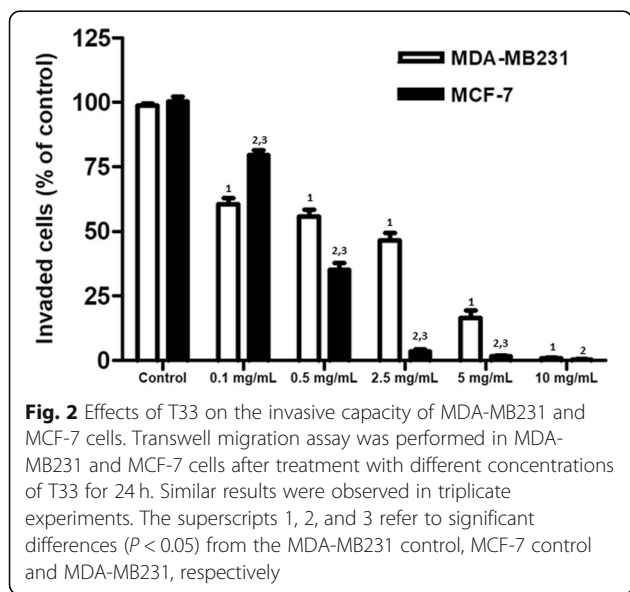 125
100
75
50
25
0
Invaded cells (% of control)
MDA-MB231
MCF-7
1
2,3
1
2,3
1
2,3
1
2,3
1
2
Control 0.1 mg/mL 0.5 mg/mL 2.5 mg/mL 5 mg/mL 10 mg/mL
Fig. 2 Effects of T33 on the invasive capacity of MDA-MB231 and
MCF-7 cells. Transwell migration assay was performed in MDA-
MB231 and MCF-7 cells after treatment with different concentrations
of T33 for 24 h. Similar results were observed in triplicate
experiments. The superscripts 1, 2, and 3 refer to significant
differences (P < 0.05) from the MDA-MB231 control, MCF-7 control
and MDA-MB231, respectively